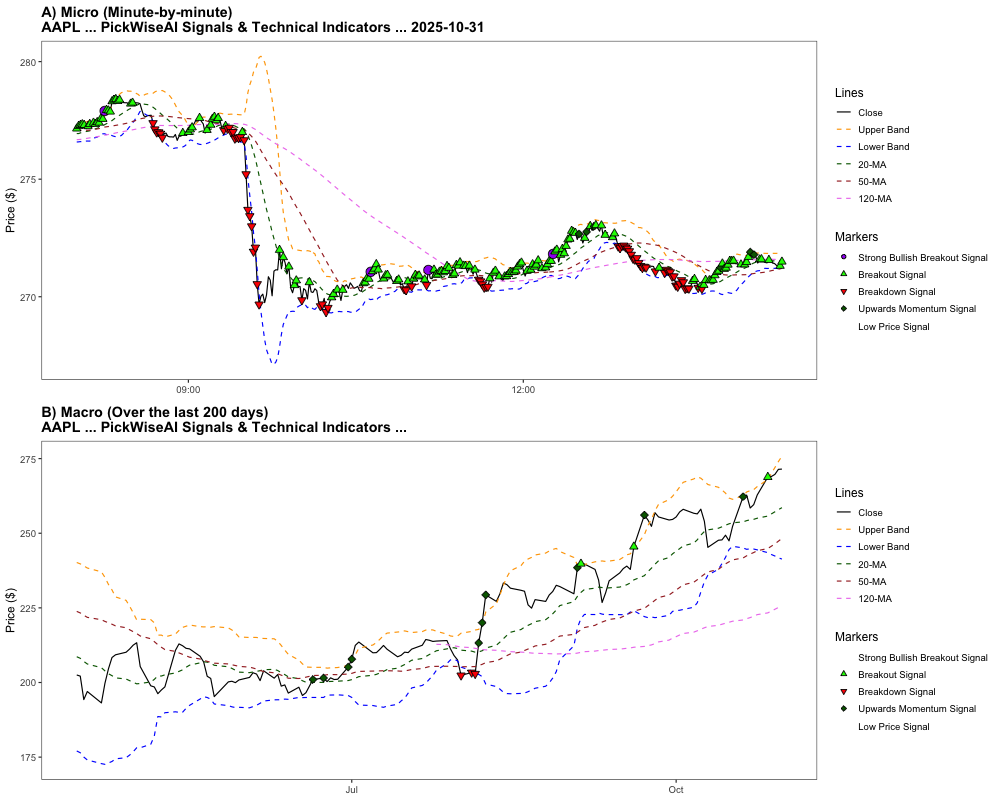 A) Micro (Minute-by-minute)
AAPL ... PickWiseAI Signals & Technical Indicators ... 2025-10-31
280
275
270
Price ($)
09:00
12:00
Lines
Close
Upper Band
Lower Band
20-MA
50-MA
120-MA
Markers
Strong Bullish Breakout Signal
Breakout Signal
Breakdown Signal
Upwards Momentum Signal
Low Price Signal
B) Macro (Over the last 200 days)
AAPL ... PickWiseAI Signals & Technical Indicators ...
275
250
225
200
175
Price ($)
Jul
Oct
Lines
Close
Upper Band
Lower Band
20-MA
50-MA
120-MA
Markers
Strong Bullish Breakout Signal
Breakout Signal
Breakdown Signal
Upwards Momentum Signal
Low Price Signal